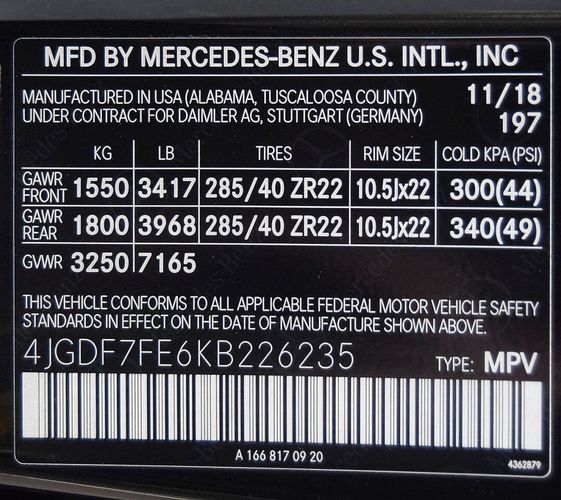 MFD BY MERCEDES-BENZ U.S. INTL., INC
MANUFACTURED IN USA (ALABAMA, TUSCALOOSA COUNTY) 11/18
UNDER CONTRACT FOR DAIMLER AG, STUTTGART (GERMANY) 197
KG LB TIRES RIM SIZE COLD KPA (PSI)
GAWR FRONT 1550 3417 285/40 ZR22 10.5Jx22 300(44)
GAWR REAR 1800 3968 285/40 ZR22 10.5Jx22 340(49)
GVWR 3250 7165
THIS VEHICLE CONFORMS TO ALL APPLICABLE FEDERAL MOTOR VEHICLE SAFETY
STANDARDS IN EFFECT ON THE DATE OF MANUFACTURE SHOWN ABOVE.
4JGDF7FE6KB226235 TYPE: MPV
A 166 817 09 20
4362879